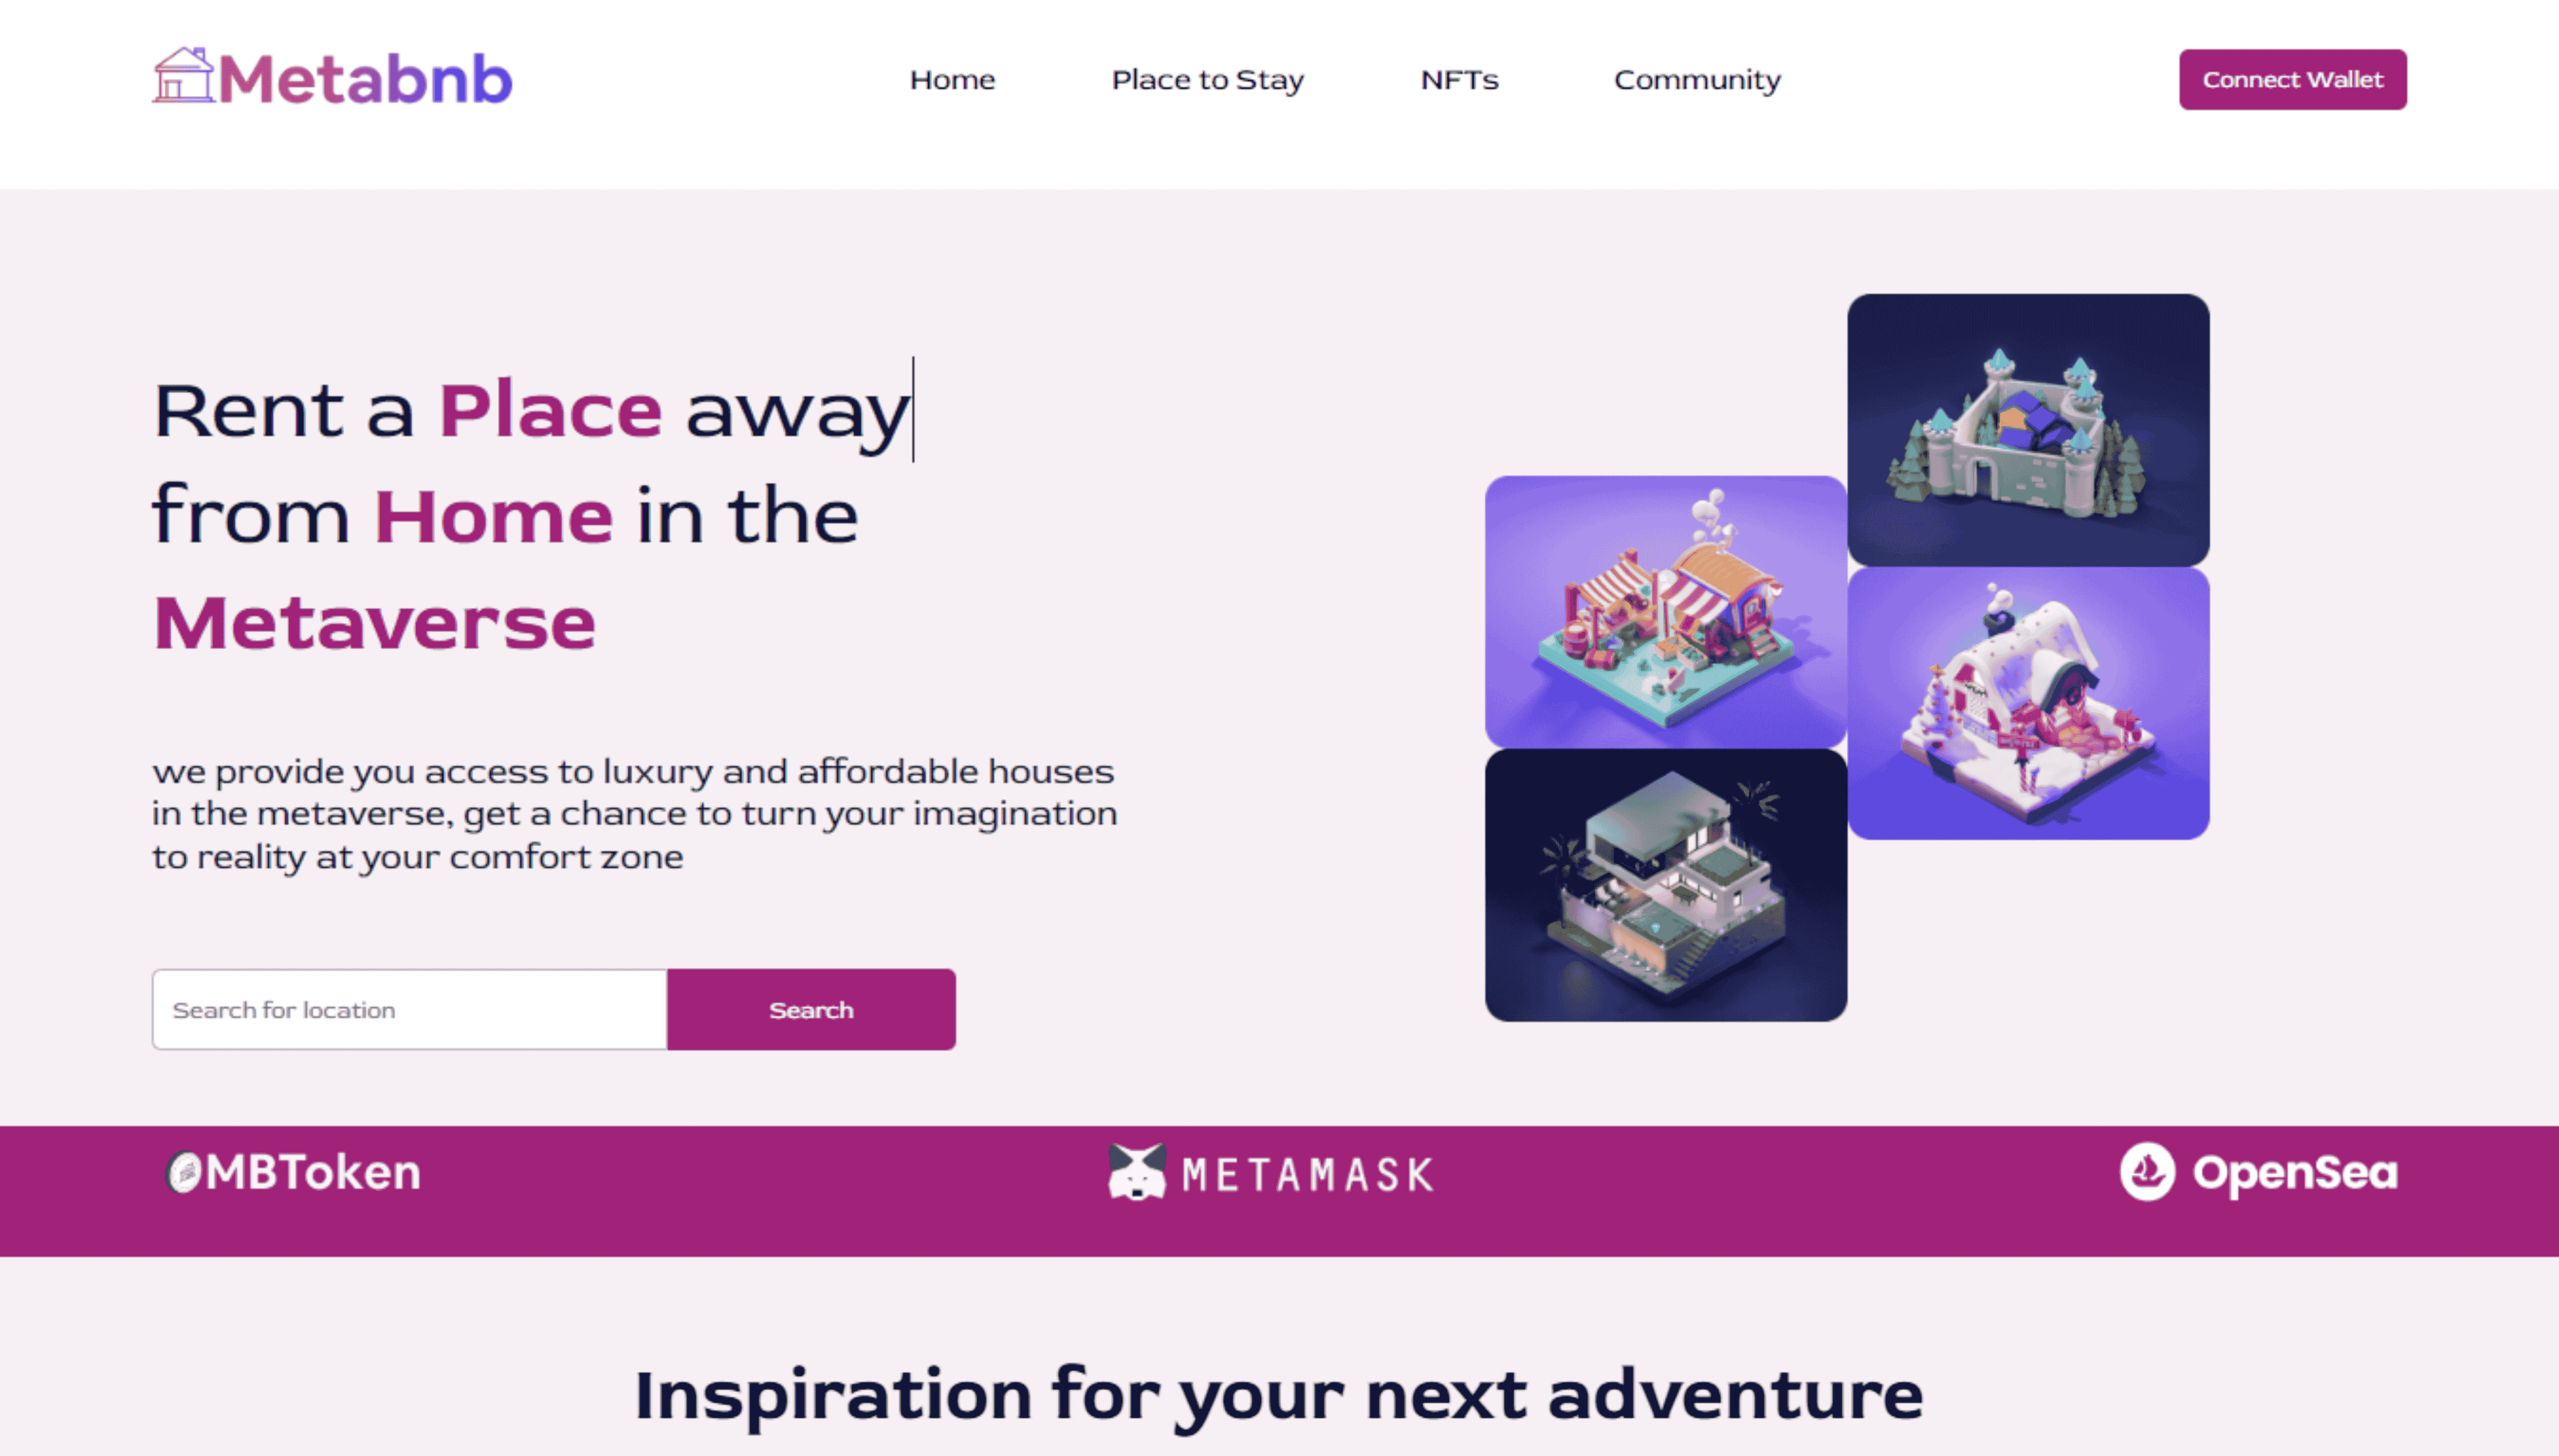 Metabnb
Home
Place to Stay
NFTs
Community
Connect Wallet
Rent a Place away
from Home in the
Metaverse
we provide you access to luxury and affordable houses
in the metaverse, get a chance to turn your imagination
to reality at your comfort zone
Search for location
Search
MBToken
METAMASK
OpenSea
Inspiration for your next adventure